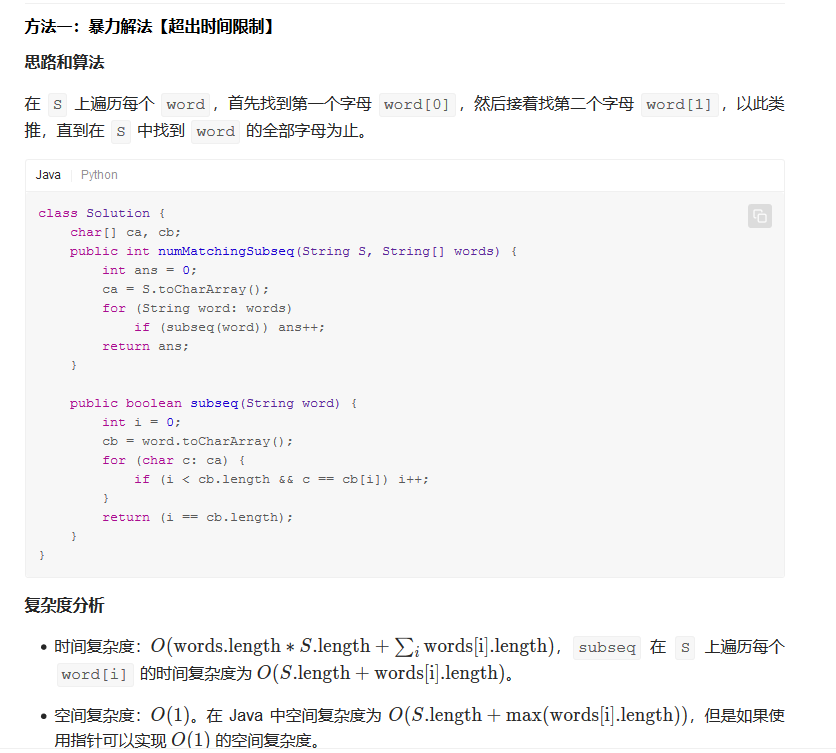 方法一：暴力解法【超出时间限制】
思路和算法
在 S 上遍历每个 word ，首先找到第一个字母 word[0] ，然后接着找第二个字母 word[1] ，以此类
推，直到在 S 中找到 word 的全部字母为止。
Java | Python
class Solution {
    char[] ca, cb;
    public int numMatchingSubseq(String S, String[] words) {
        int ans = 0;
        ca = S.toCharArray();
        for (String word: words)
            if (subseq(word)) ans++;
        return ans;
    }
    public boolean subseq(String word) {
        int i = 0;
        cb = word.toCharArray();
        for (char c: ca) {
            if (i < cb.length && c == cb[i]) i++;
        }
        return (i == cb.length);
    }
}
复杂度分析
• 时间复杂度：O(words.length ∗ S.length + ∑ᵢ words[i].length)， subseq 在 S 上遍历每个
word[i] 的时间复杂度为 O(S.length + words[i].length)。
• 空间复杂度：O(1)。在 Java 中空间复杂度为 O(S.length + max(words[i].length))，但是如果使
用指针可以实现 O(1) 的空间复杂度。